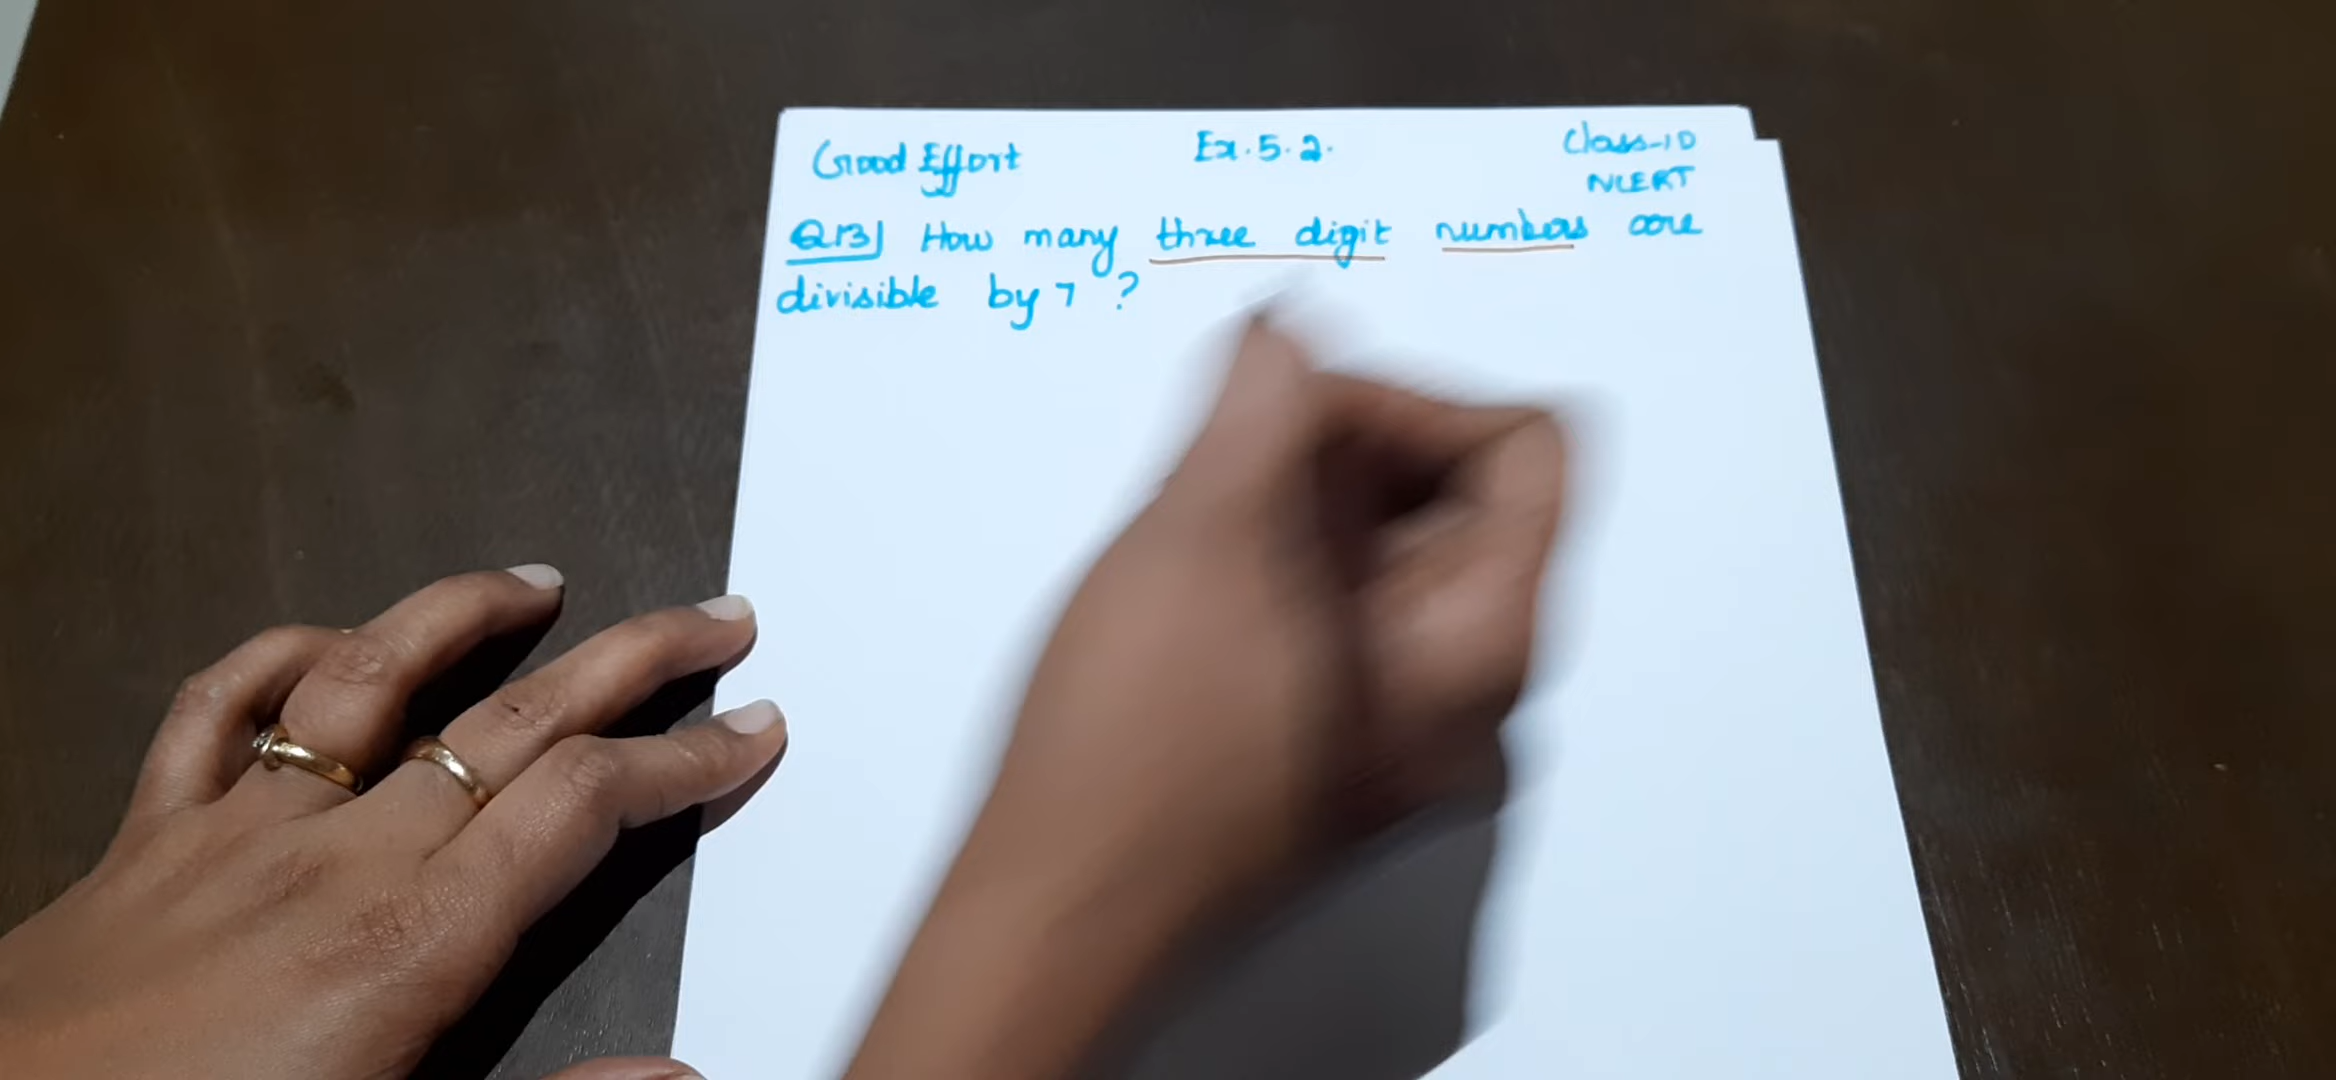 Good Effort Ex. 5.2. Class-10
NCERT
Q13] How many three digit numbers are
divisible by 7 ?